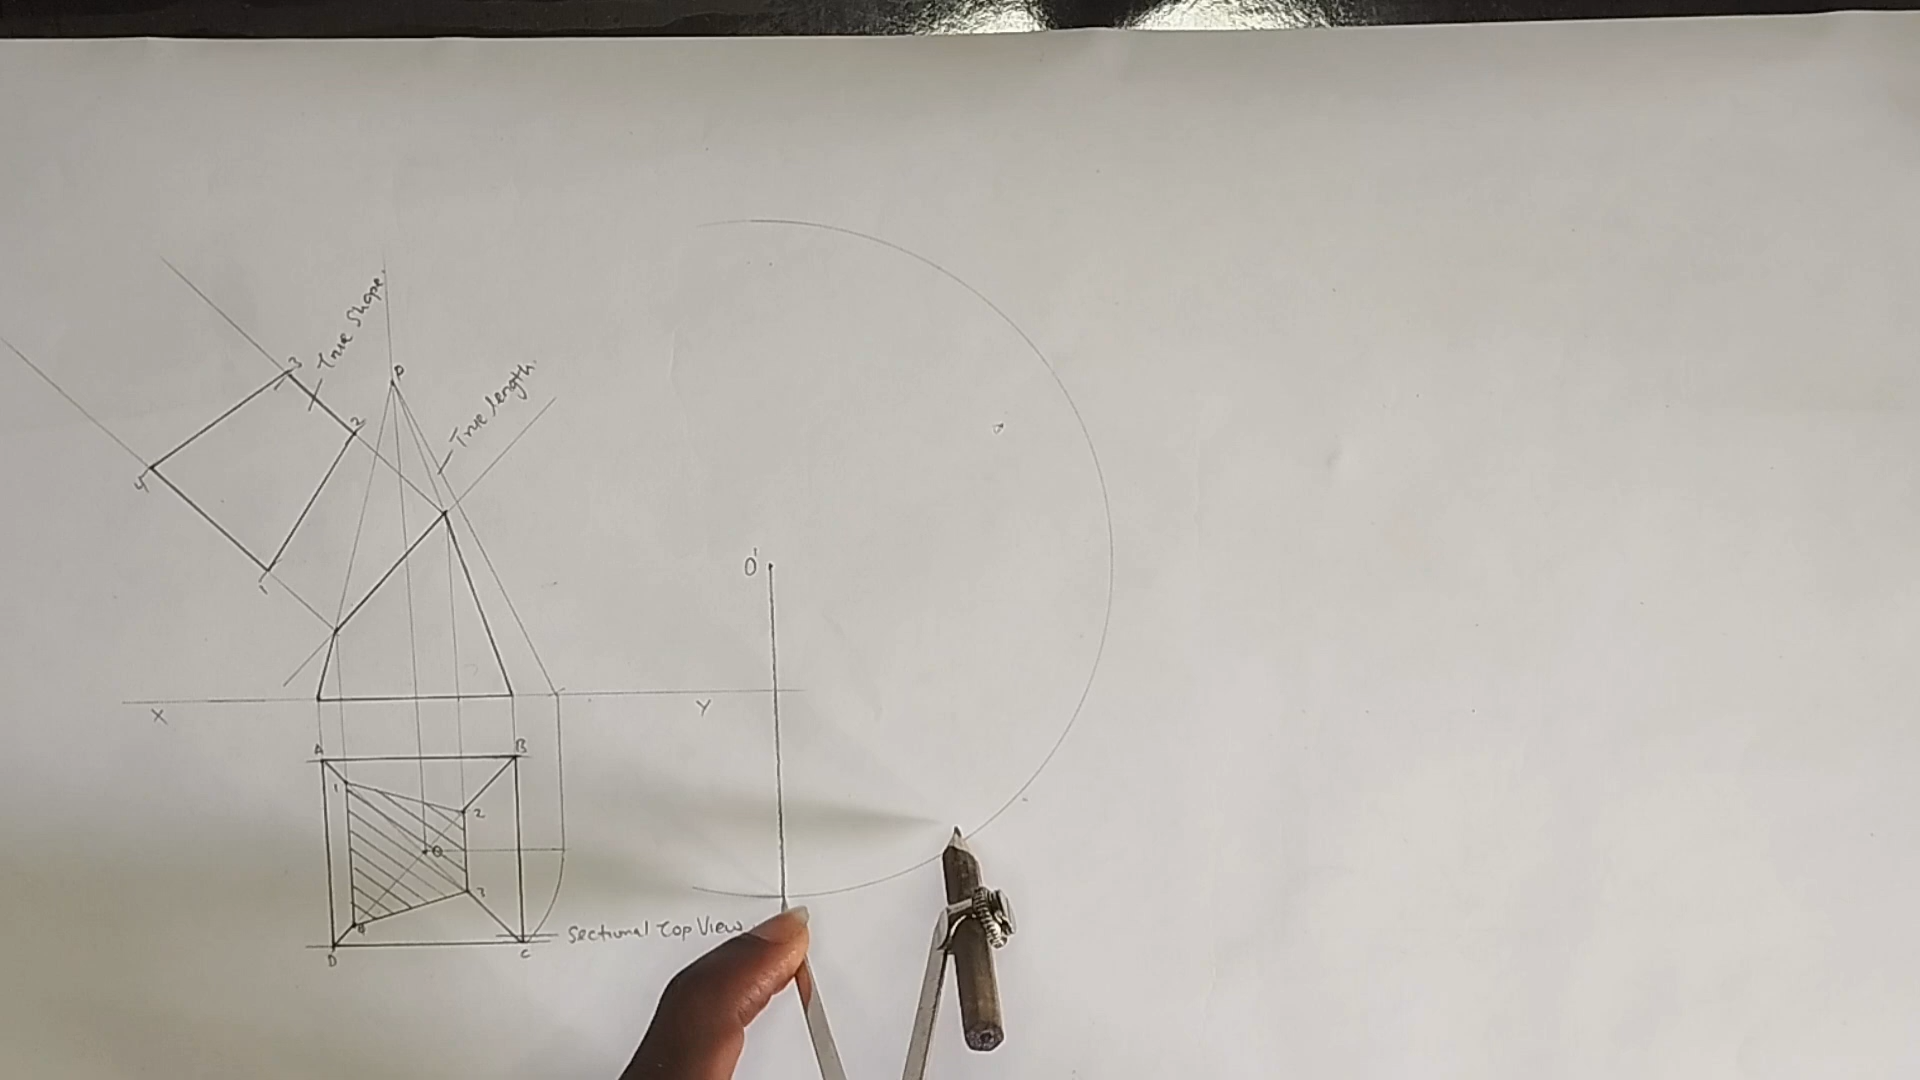 True Shape.
3
P
True length.
2
4
1
O'
X
Y
A
B
1
2
O
3
4
Sectional Top View
D
C